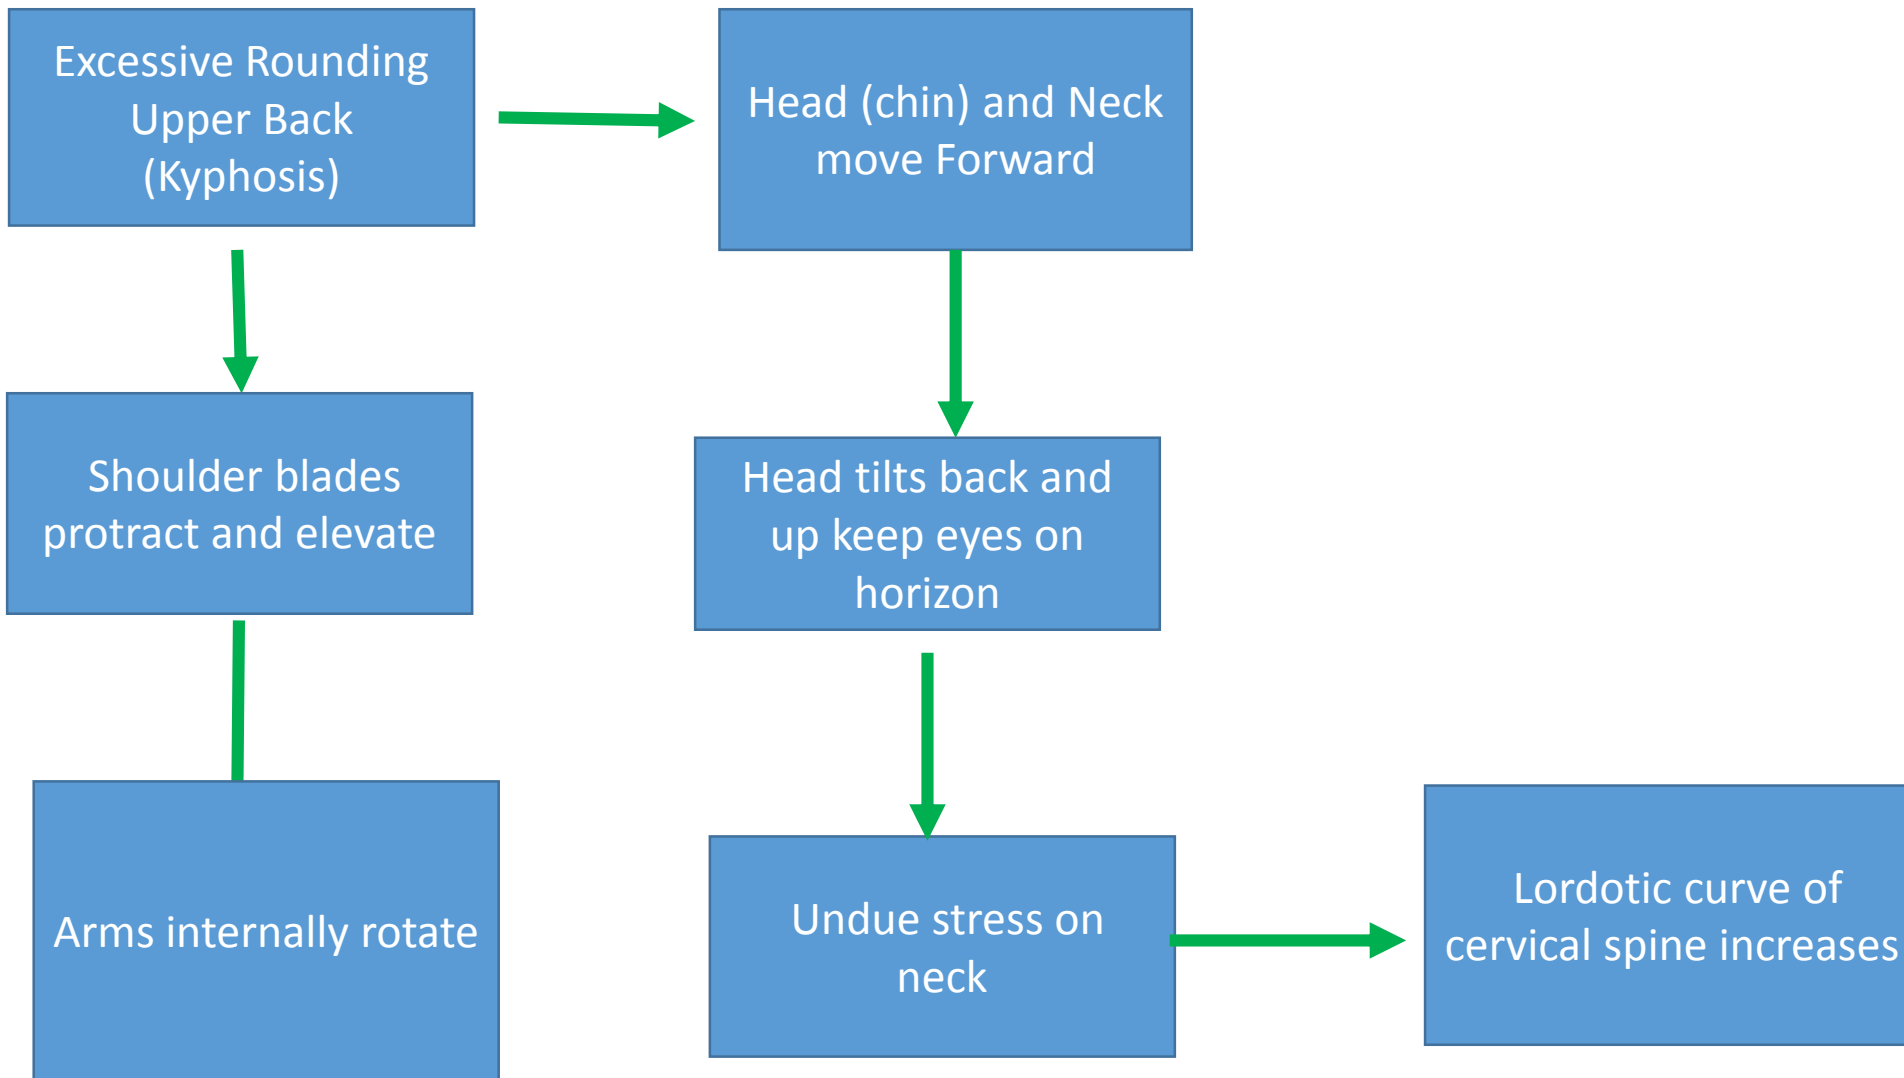 Excessive Rounding
Upper Back
(Kyphosis)
Head (chin) and Neck
move Forward
Shoulder blades
protract and elevate
Head tilts back and
up keep eyes on
horizon
Arms internally rotate
Undue stress on
neck
Lordotic curve of
cervical spine increases